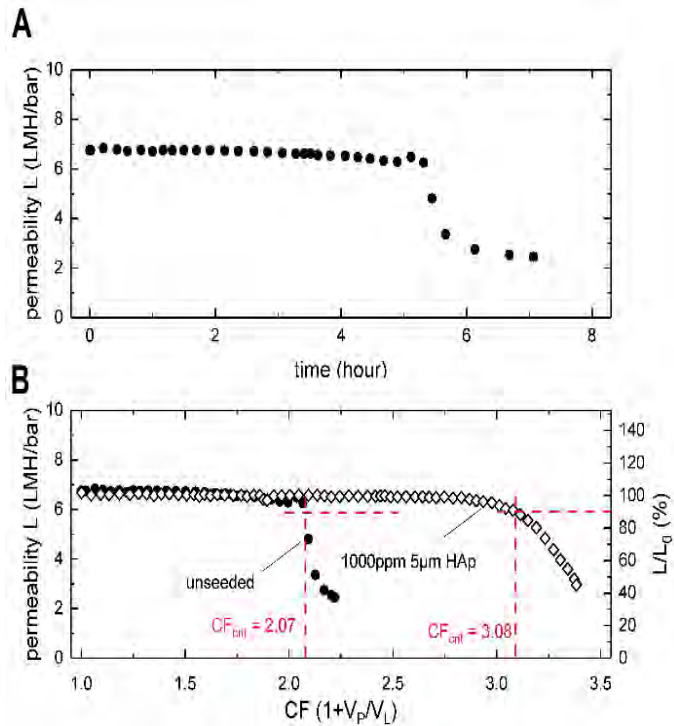 A
permeability L (LMH/bar)
10
8
6
4
2
0
0 2 4 6 8
time (hour)
B
permeability L (LMH/bar)
10
8
6
4
2
0
unseeded
1000ppm 5µm HAp
CFcrit = 2.07
CFcrit = 3.08
140
120
100
80
60
40
20
0
L/L0 (%)
1.0 1.5 2.0 2.5 3.0 3.5
CF (1+VP/VL)